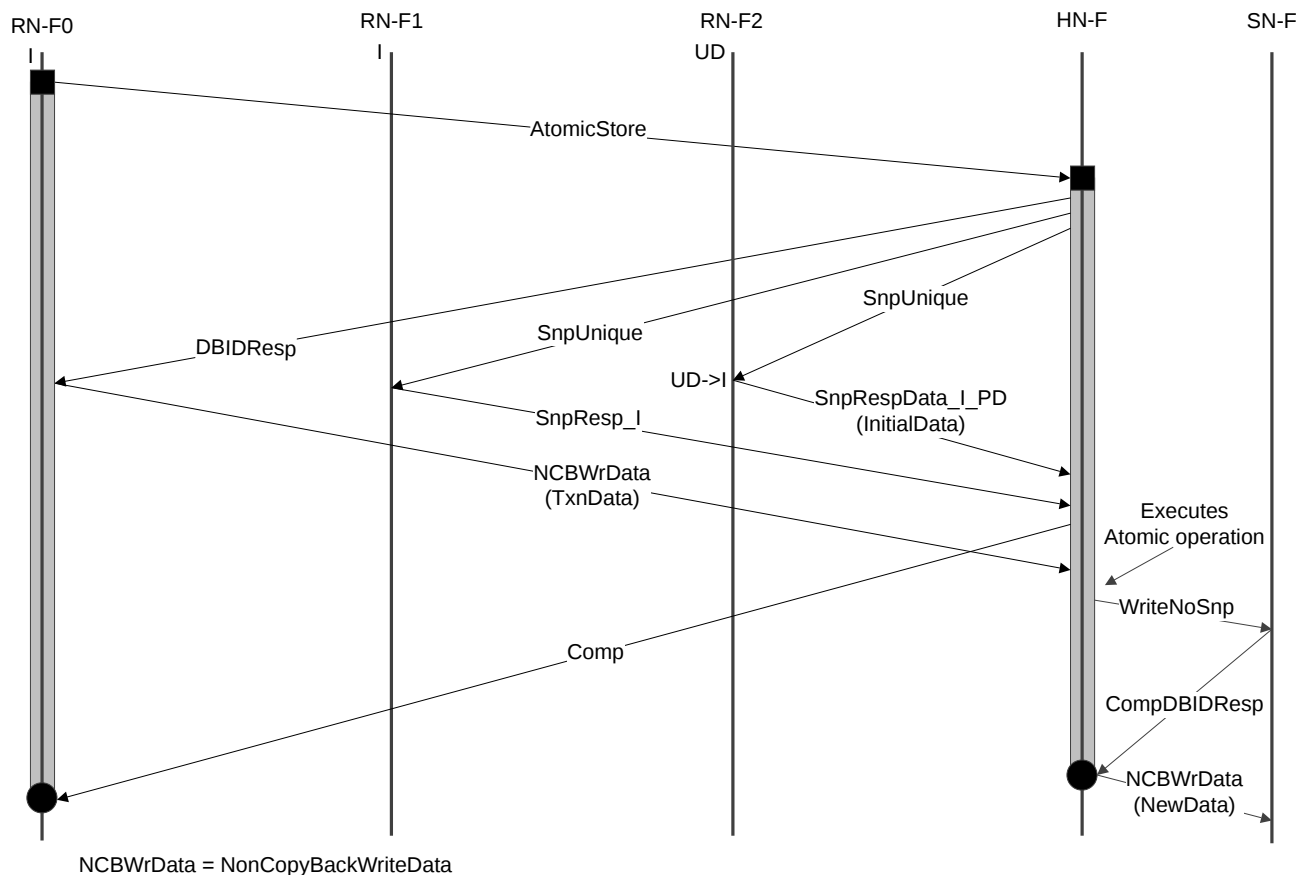 RN-F0
RN-F1
RN-F2
HN-F
SN-F
I
I
UD
AtomicStore
SnpUnique
SnpUnique
DBIDResp
UD->I
SnpRespData_I_PD
(InitialData)
SnpResp_I
NCBWrData
(TxnData)
Executes
Atomic operation
WriteNoSnp
Comp
CompDBIDResp
NCBWrData
(NewData)
NCBWrData = NonCopyBackWriteData